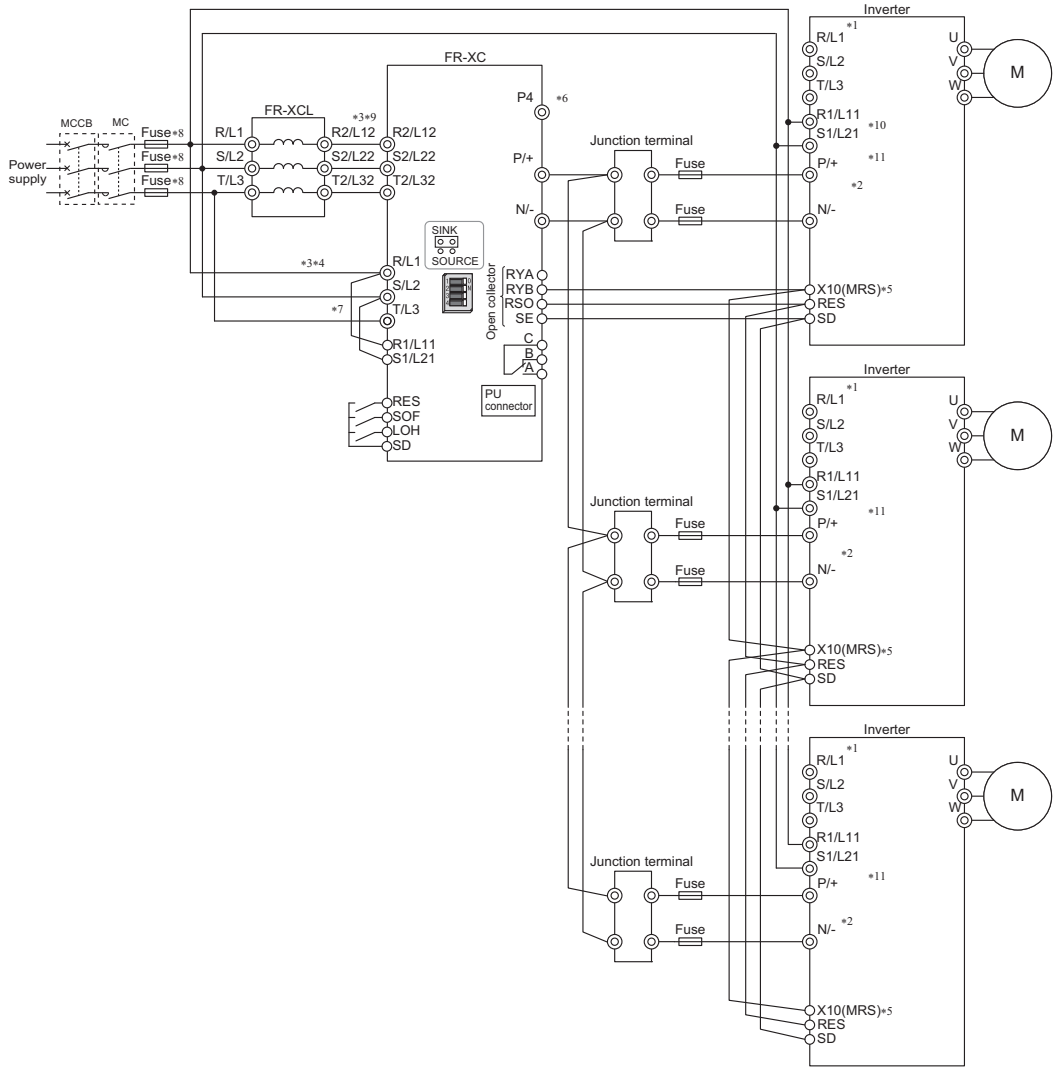 Inverter
R/L1 *1
S/L2
T/L3
R1/L11
S1/L21 *10
P/+ *11
*2
N/-
X10(MRS)*5
RES
SD
U
V
W
M
FR-XC
P4 *6
P/+
N/-
R2/L12
S2/L22
T2/L32
SINK
SOURCE
1
2
3
4
O
N
R/L1
S/L2
T/L3
R1/L11
S1/L21
Open collector
RYA
RYB
RSO
SE
C
B
A
PU
connector
RES
SOF
LOH
SD
*3*4
*7
FR-XCL
*3*9
R/L1
S/L2
T/L3
R2/L12
S2/L22
T2/L32
MCCB
MC
Fuse*8
Fuse*8
Fuse*8
Power
supply
Junction terminal
Fuse
Fuse
Inverter
R/L1 *1
S/L2
T/L3
R1/L11
S1/L21
P/+ *11
*2
N/-
X10(MRS)*5
RES
SD
U
V
W
M
Junction terminal
Fuse
Fuse
Inverter
R/L1 *1
S/L2
T/L3
R1/L11
S1/L21
P/+ *11
N/- *2
X10(MRS)*5
RES
SD
U
V
W
M
Junction terminal
Fuse
Fuse